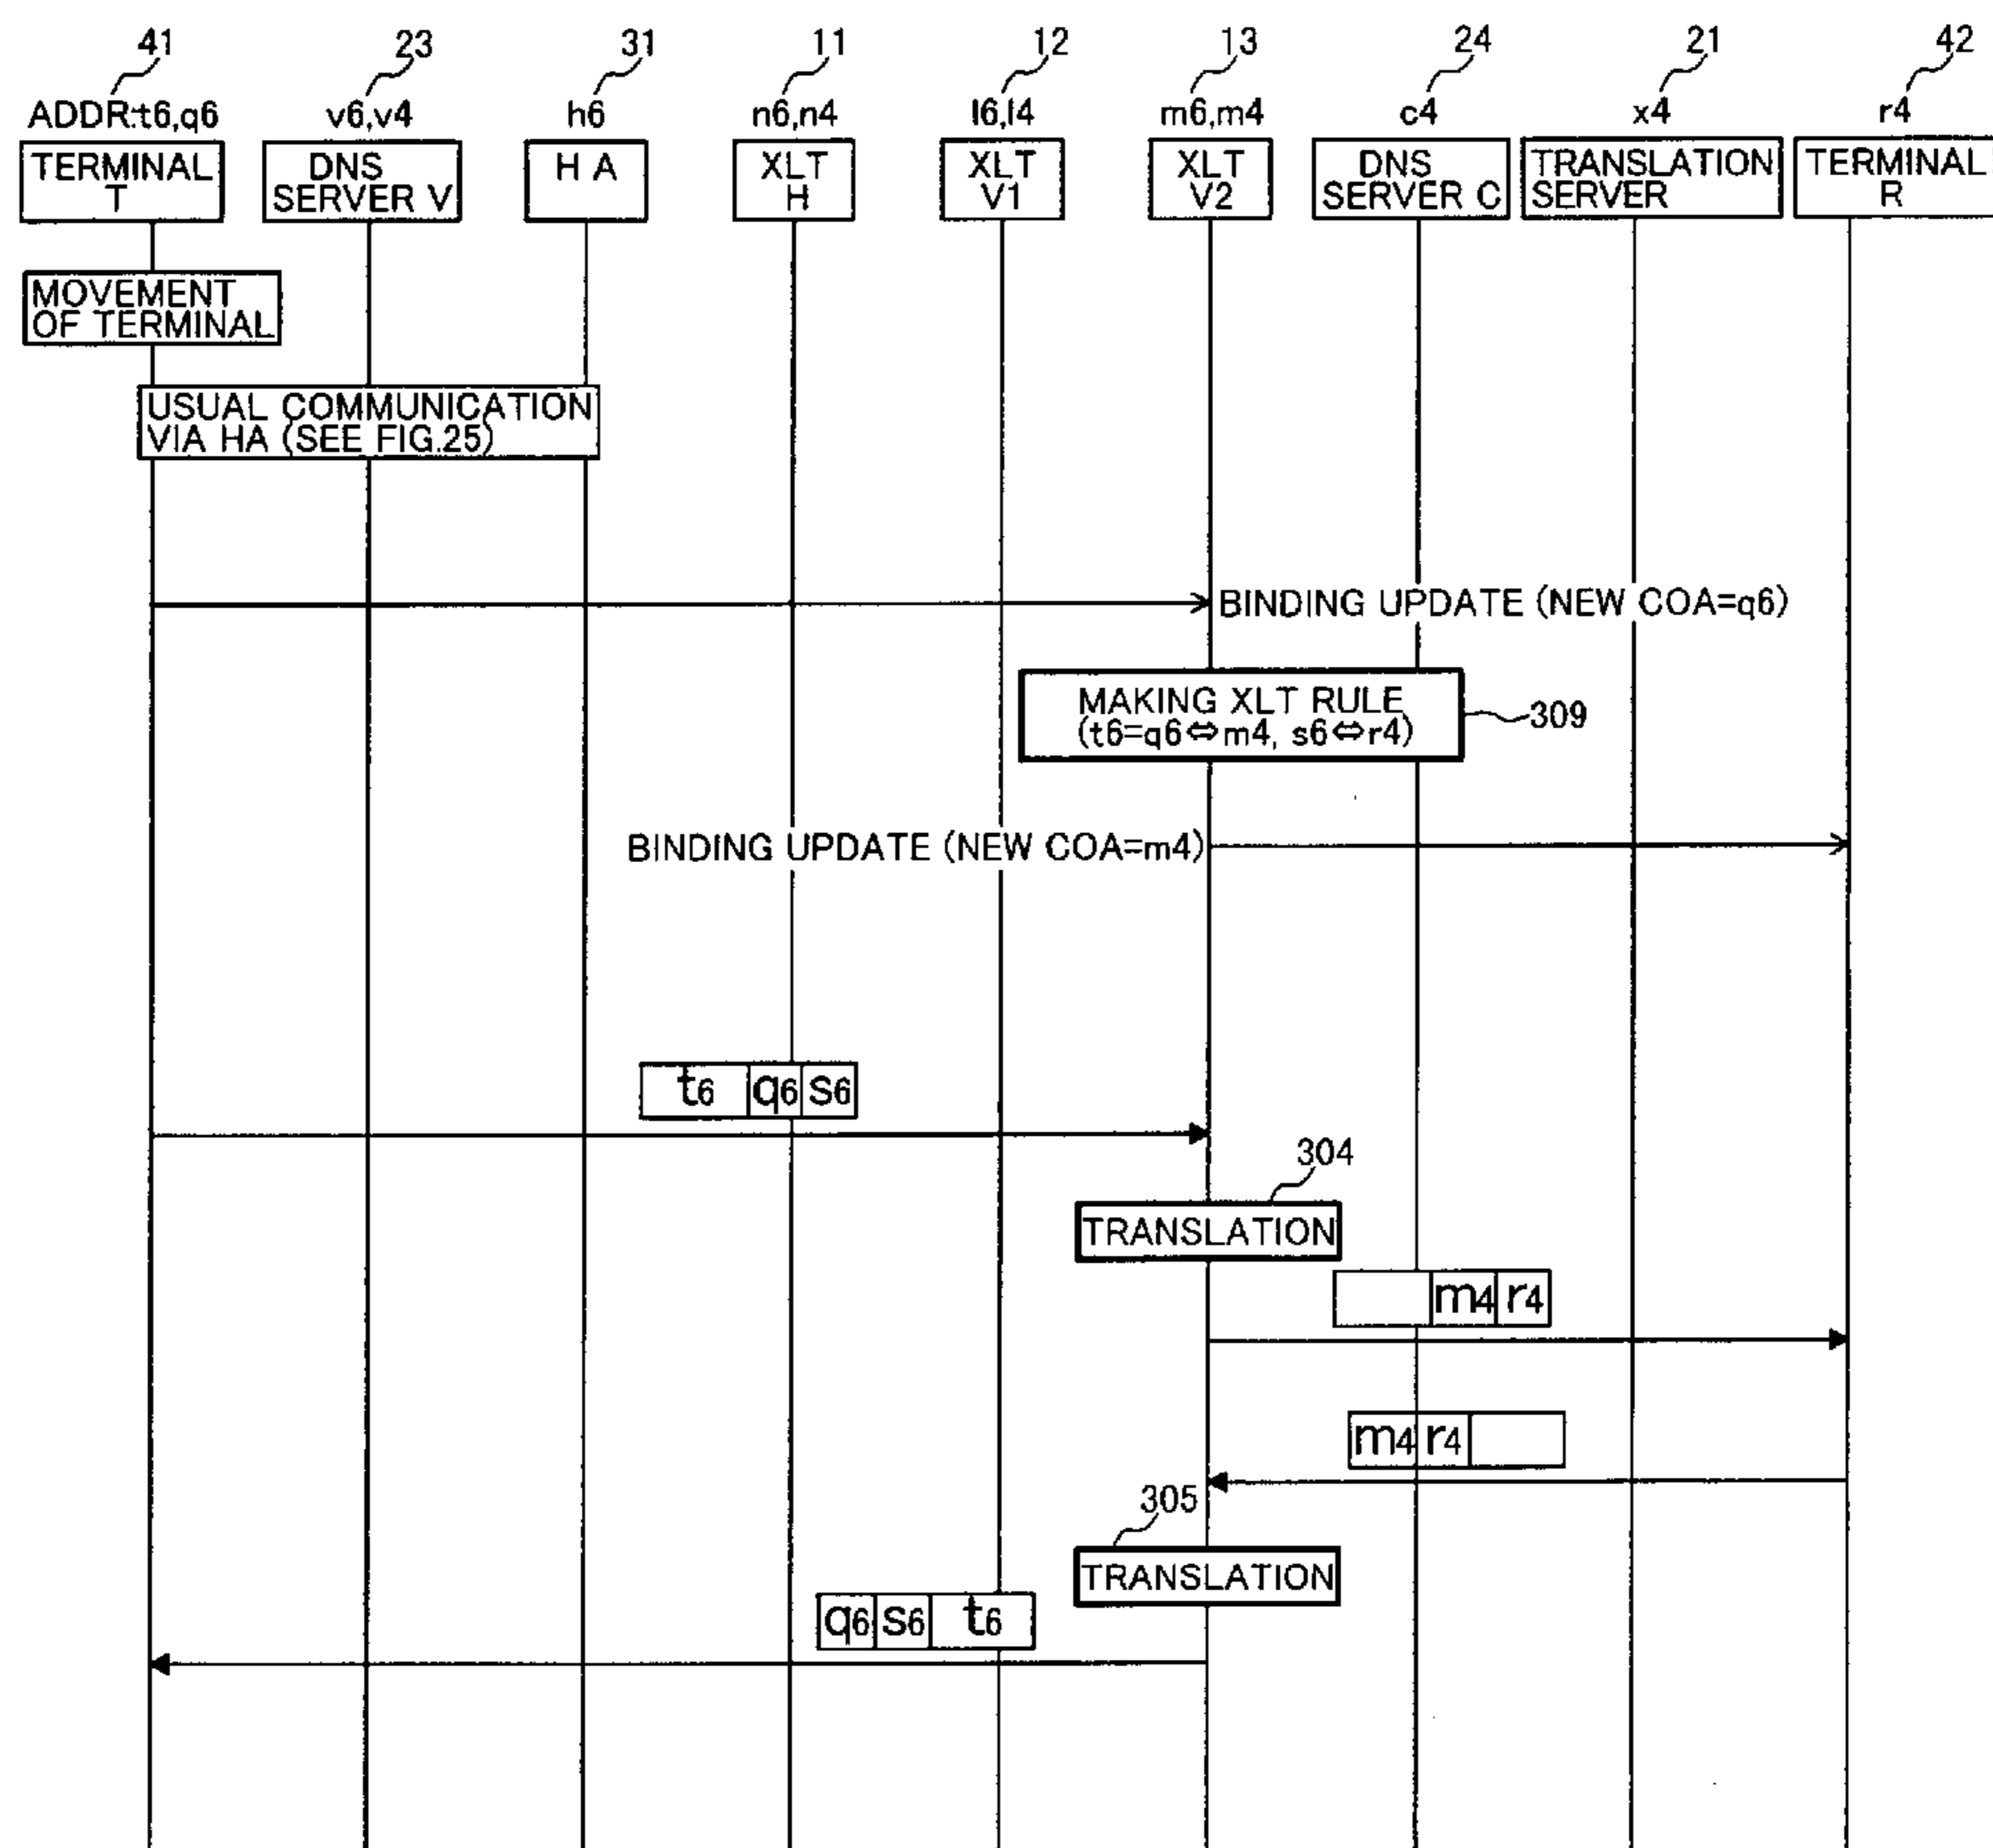 41 23 31 11 12 13 24 21 42
ADDR:t6,q6 v6,v4 h6 n6,n4 l6,l4 m6,m4 c4 x4 r4
TERMINAL
T
DNS
SERVER V
H A
XLT
H
XLT
V1
XLT
V2
DNS
SERVER C
TRANSLATION
SERVER
TERMINAL
R
MOVEMENT
OF TERMINAL
USUAL COMMUNICATION
VIA HA (SEE FIG.25)
BINDING UPDATE (NEW COA=q6)
MAKING XLT RULE
(t6=q6⇔m4, s6⇔r4)
309
BINDING UPDATE (NEW COA=m4)
t6 q6 s6
304
TRANSLATION
m4 r4
m4 r4
305
TRANSLATION
q6 s6 t6